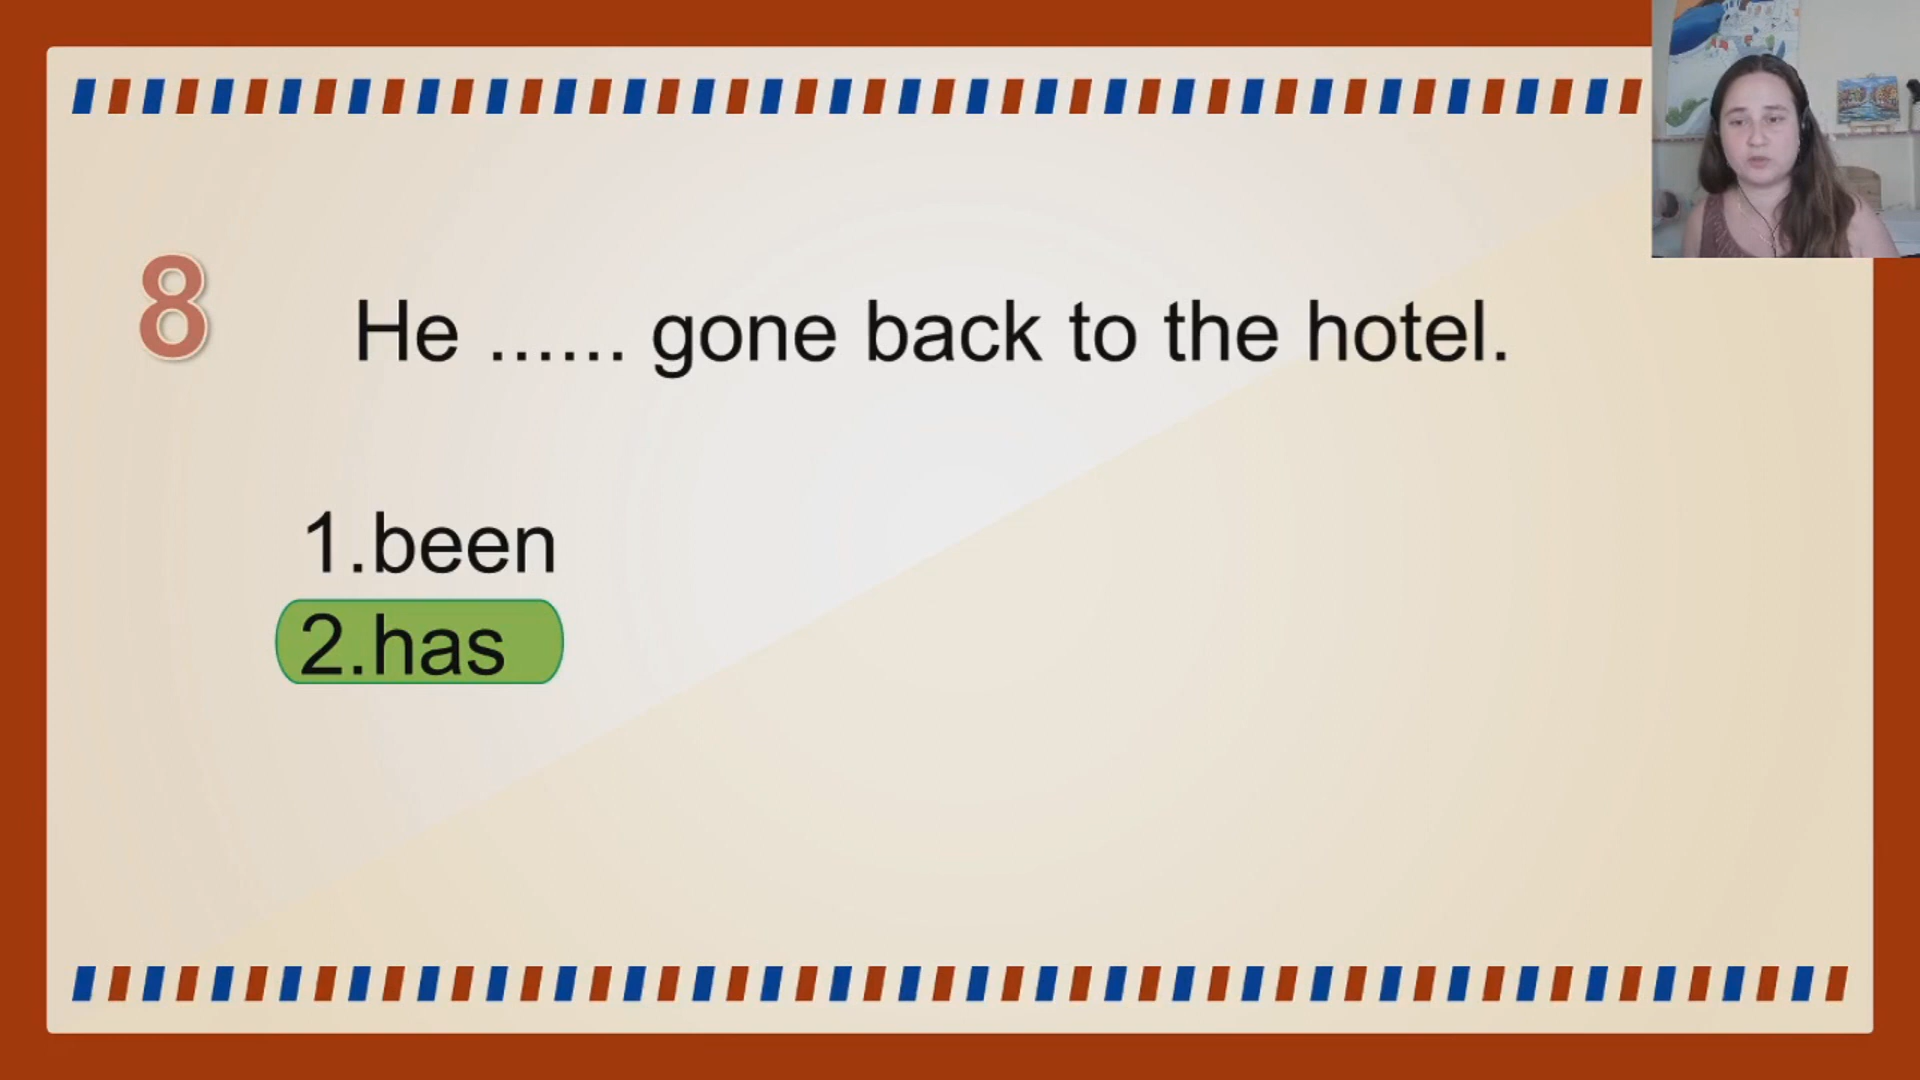 8
He ...... gone back to the hotel.
1.been
2.has